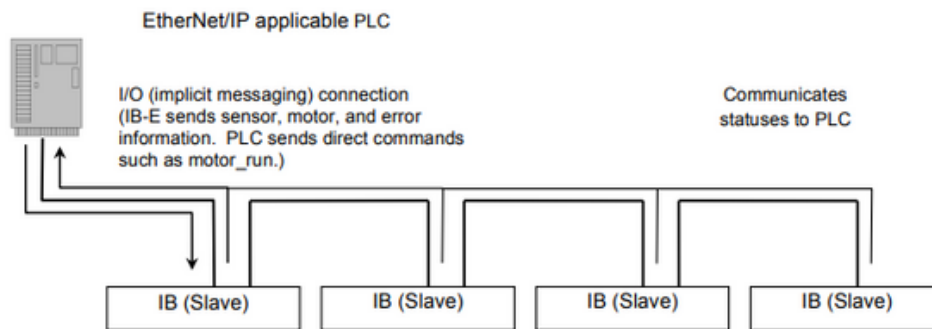 EtherNet/IP applicable PLC
I/O (implicit messaging) connection
(IB-E sends sensor, motor, and error
information. PLC sends direct commands
such as motor_run.)
Communicates
statuses to PLC
IB (Slave)
IB (Slave)
IB (Slave)
IB (Slave)